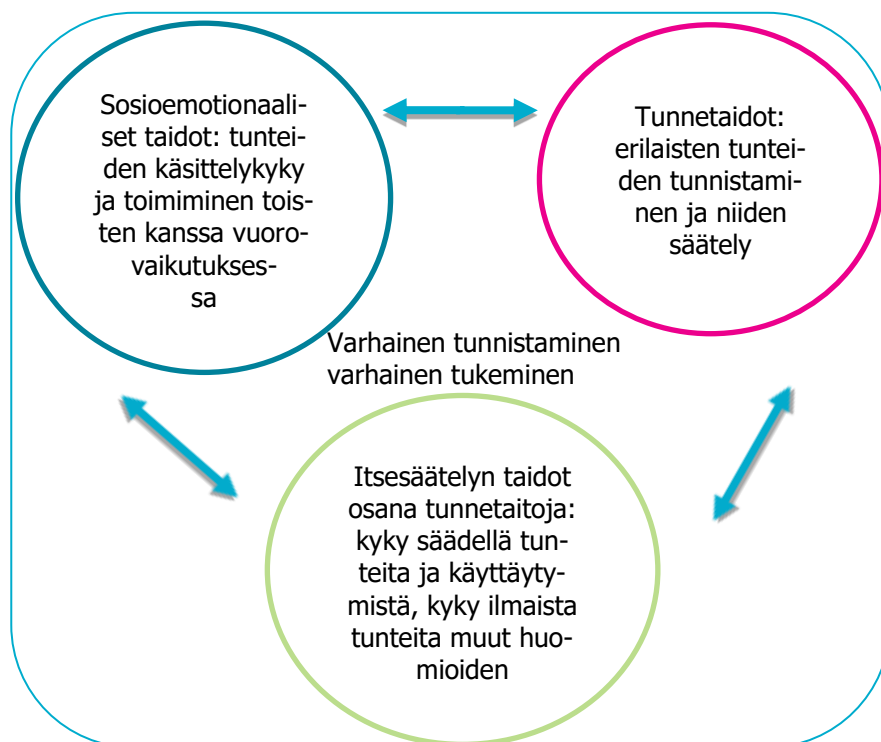 Sosioemotionaali-
set taidot: tuntei-
den käsittelykyky
ja toimiminen tois-
ten kanssa vuoro-
vaikutukses-
sa
Tunnetaidot:
erilaisten tuntei-
den tunnistami-
nen ja niiden
säätely
Varhainen tunnistaminen
varhainen tukeminen
Itsesäätelyn taidot
osana tunnetaitoja:
kyky säädellä tun-
teita ja käyttäyty-
mistä, kyky ilmaista
tunteita muut huo-
mioiden